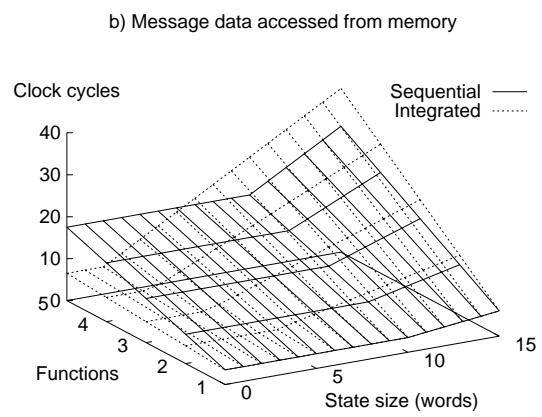 b) Message data accessed from memory
Clock cycles
Sequential
Integrated
40
30
20
10
0
5
4
3
2
1
Functions
0
5
10
15
State size (words)